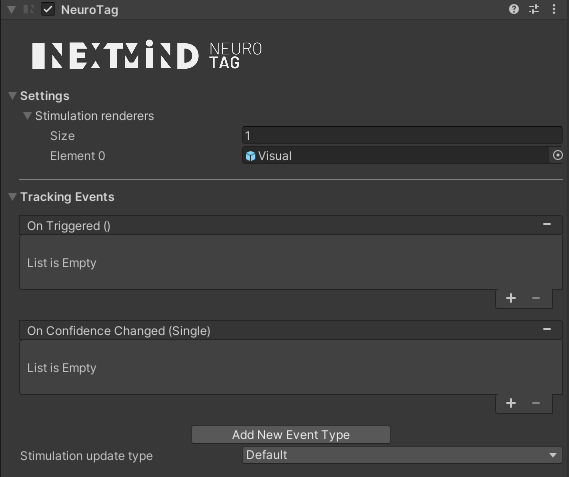 NeuroTag
NEXTMIND NEURO TAG
Settings
Stimulation renderers
Size 1
Element 0 Visual
Tracking Events
On Triggered ()
List is Empty
On Confidence Changed (Single)
List is Empty
Add New Event Type
Stimulation update type Default